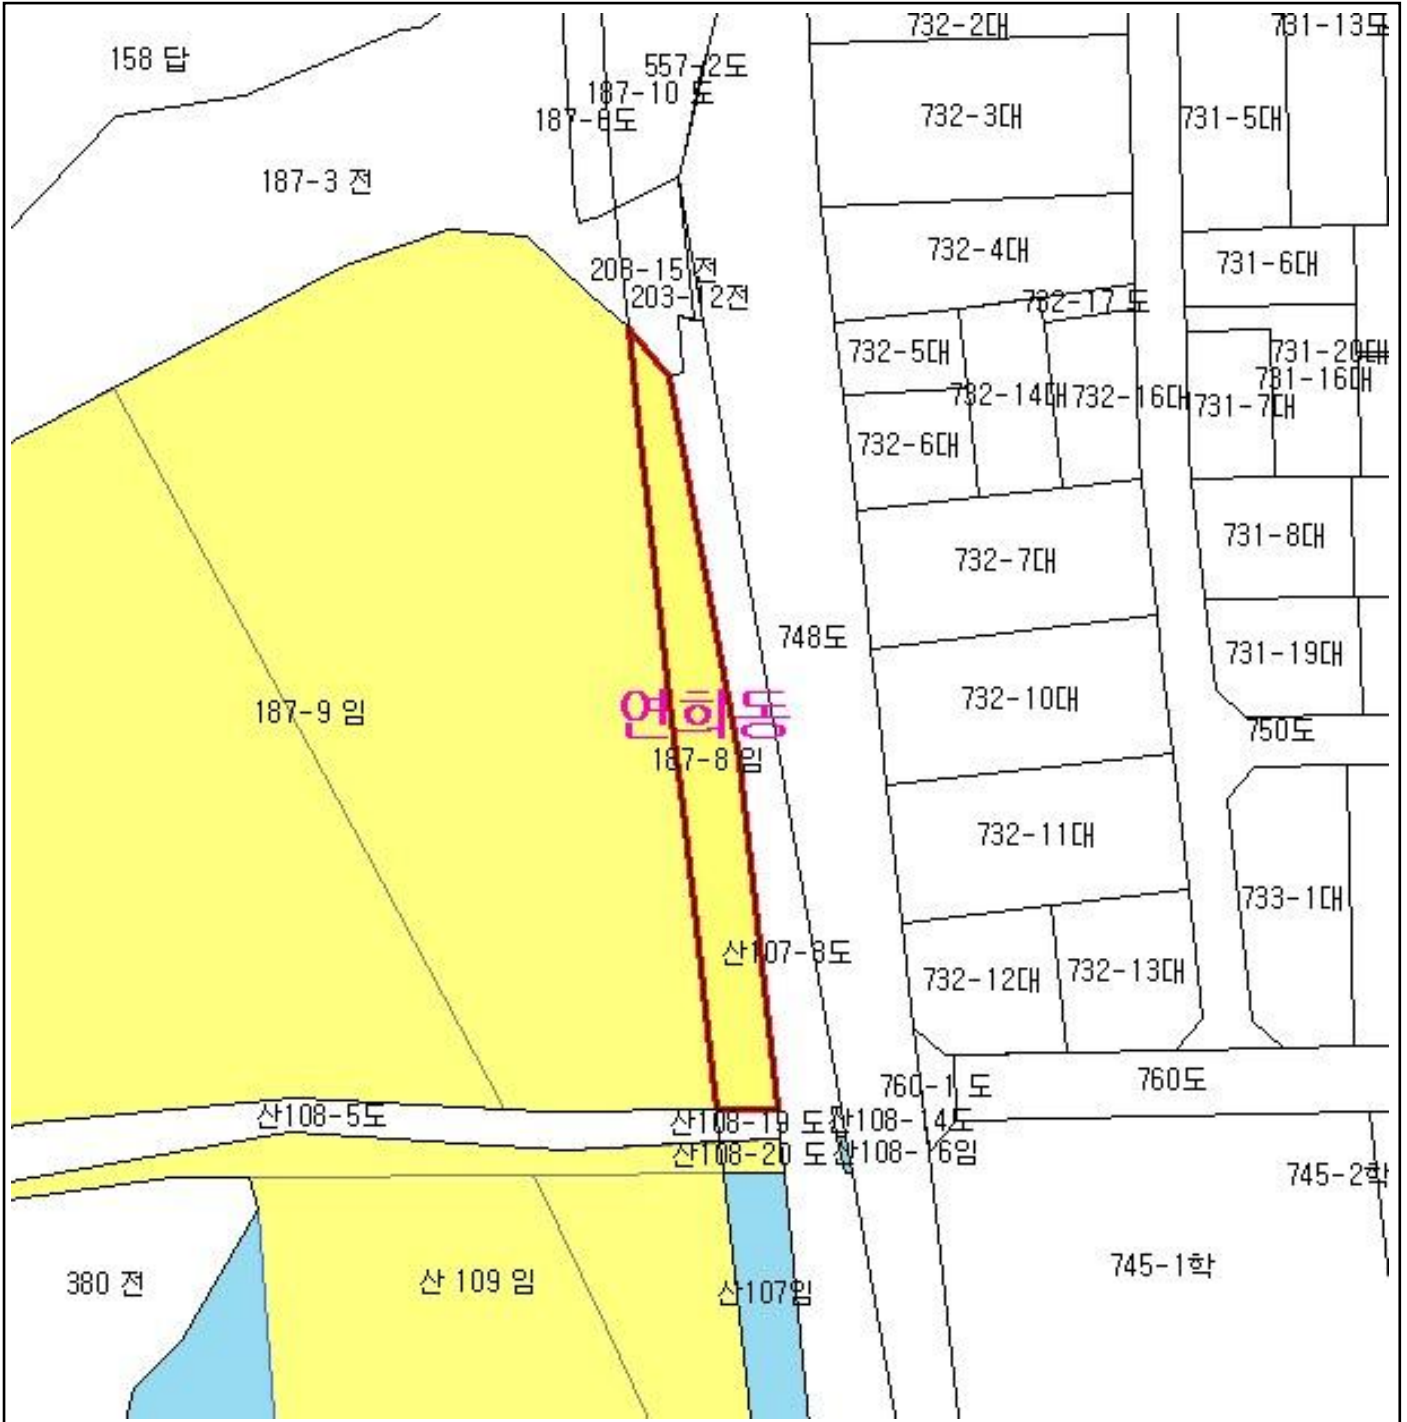 732-2대
731-13도
158 답
557-2도
187-10 도
187-6도
732-3대
731-5대
187-3 전
732-4대
731-6대
203-15 전
203-12전
732-17 도
732-5대
731-20대
731-16대
732-14대
732-16대
731-7대
732-6대
731-8대
732-7대
748도
731-19대
732-10대
187-9 임
연희동
750도
187-8 임
732-11대
733-1대
산107-8도
732-12대
732-13대
760-1 도
760도
산108-5도
산108-19 도
산108-14도
산108-20 도
산108-16임
745-2학
745-1학
380 전
산 109 임
산107임